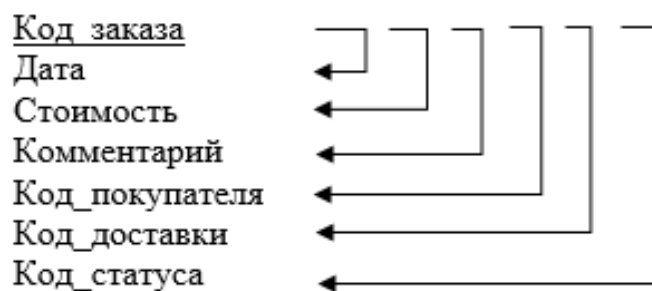 Код_заказа
Дата
Стоимость
Комментарий
Код_покупателя
Код_доставки
Код_статуса